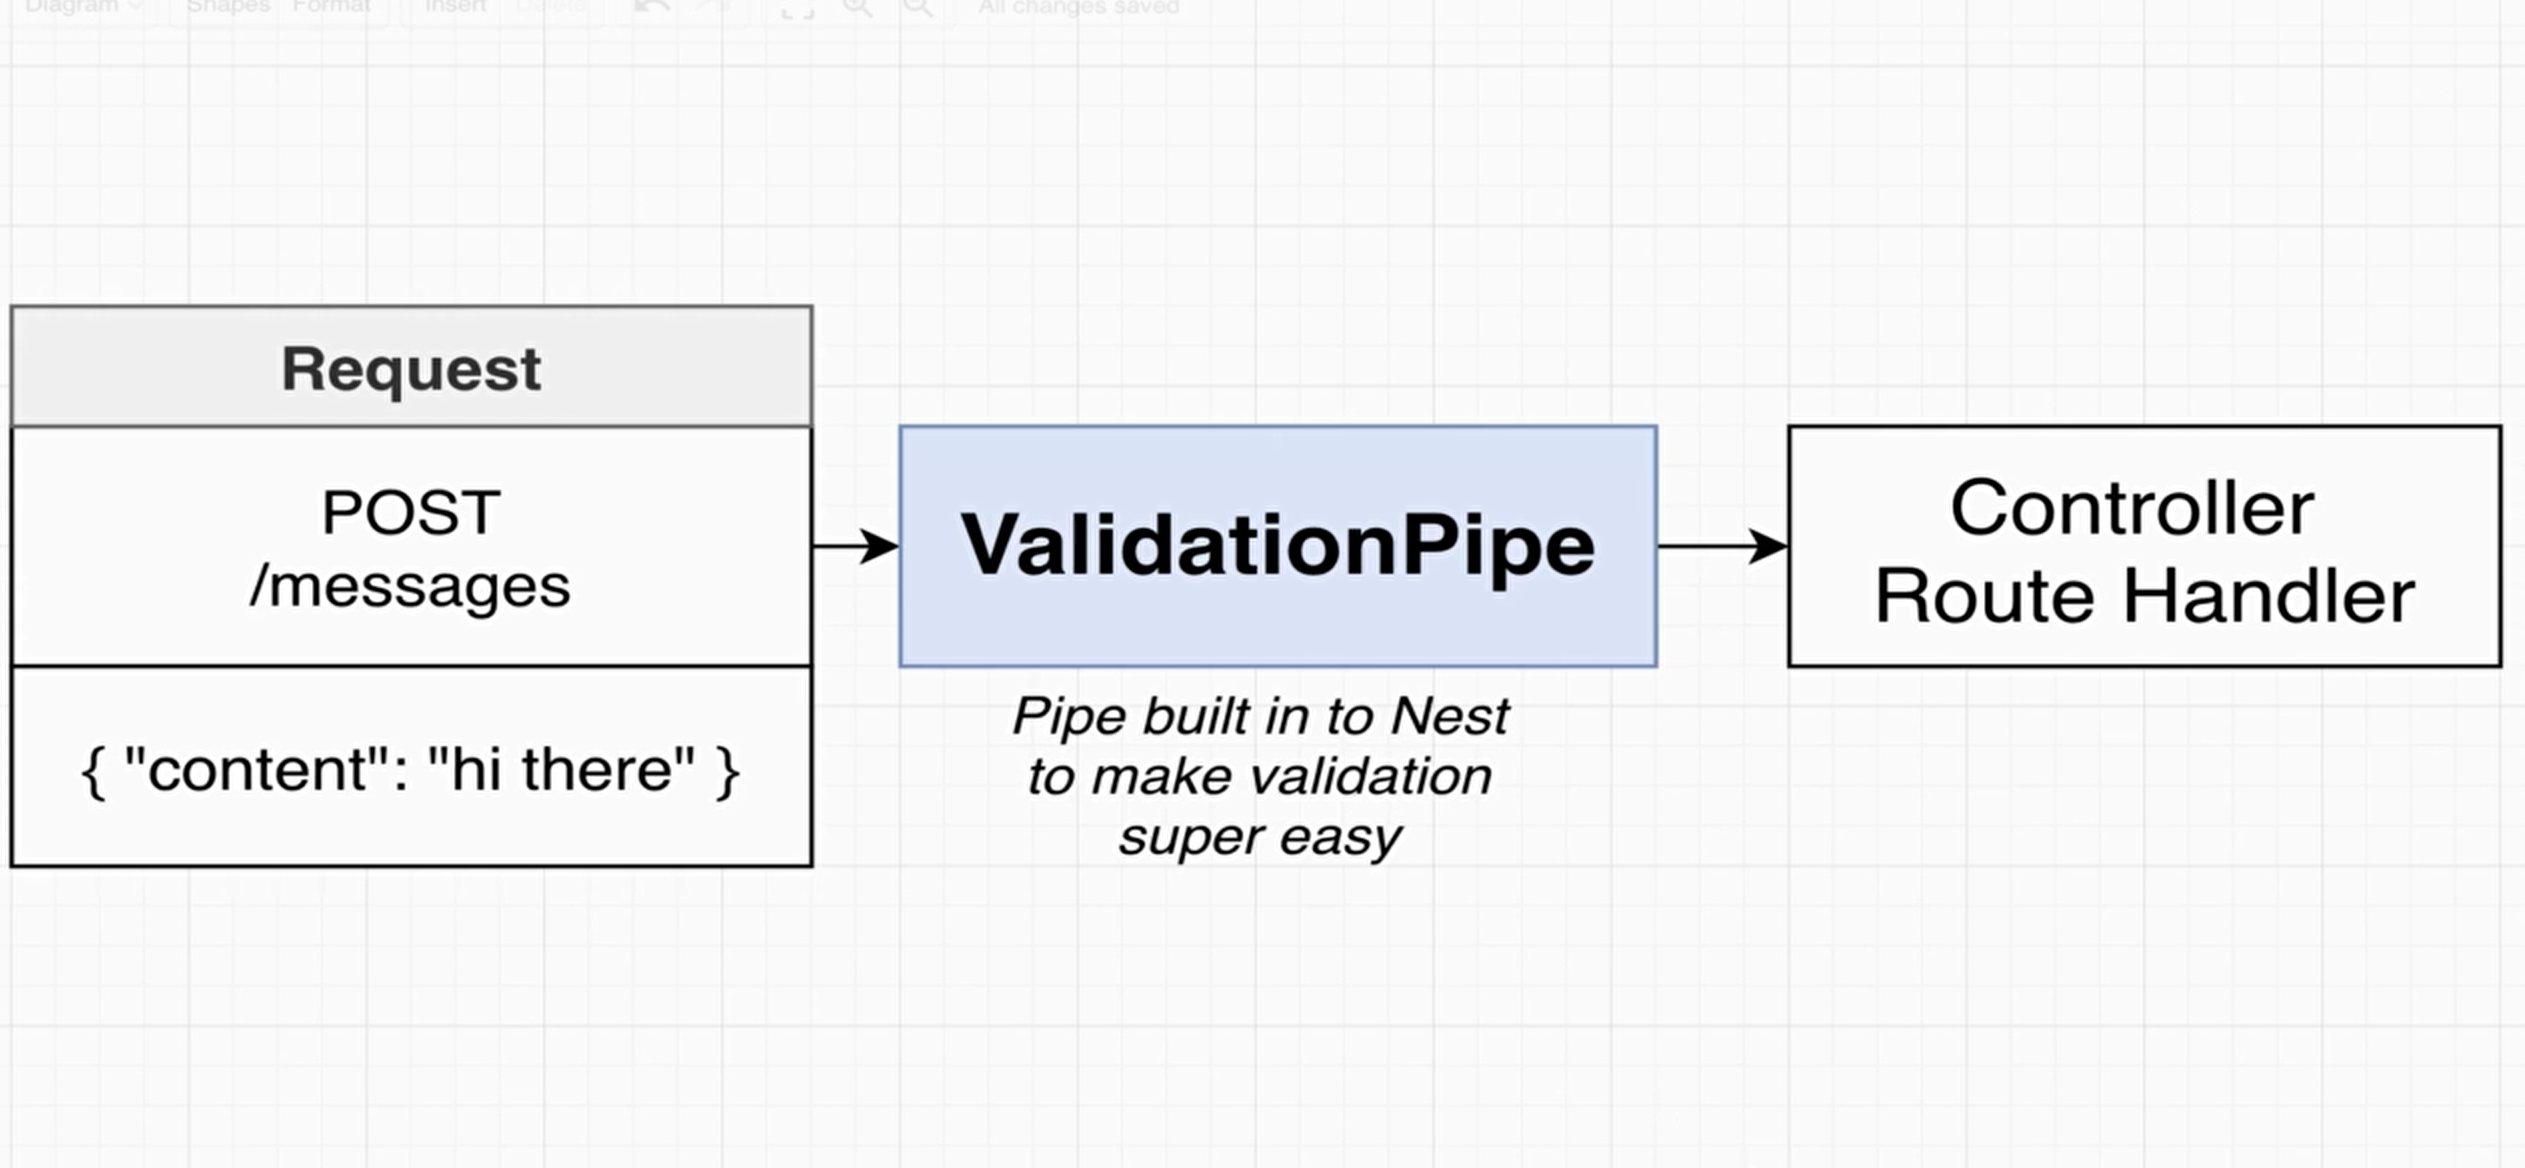 Diagram Shapes Format Insert Delete All changes saved
Request
POST
/messages
{ "content": "hi there" }
ValidationPipe
Pipe built in to Nest
to make validation
super easy
Controller
Route Handler